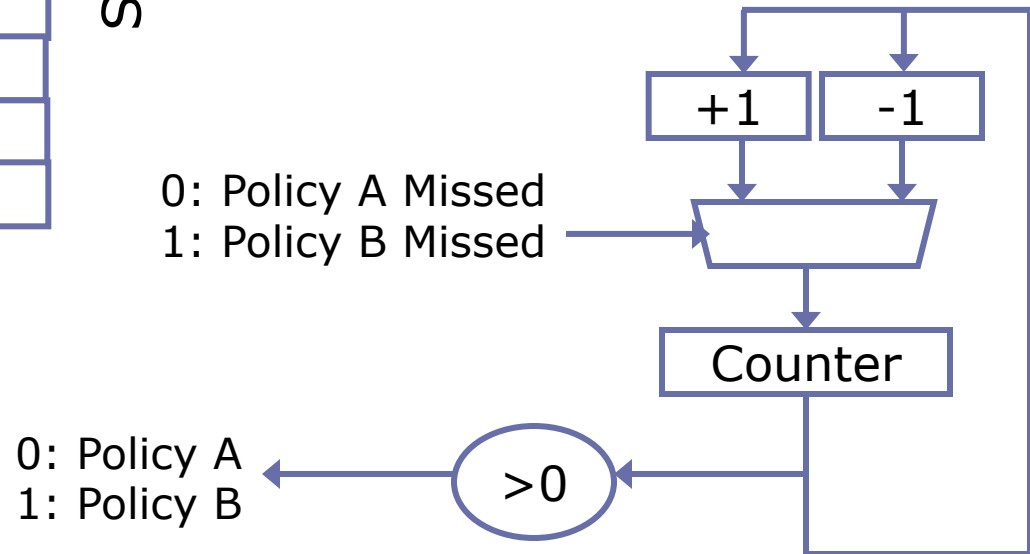 S
+1
-1
0: Policy A Missed
1: Policy B Missed
Counter
0: Policy A
1: Policy B
>0